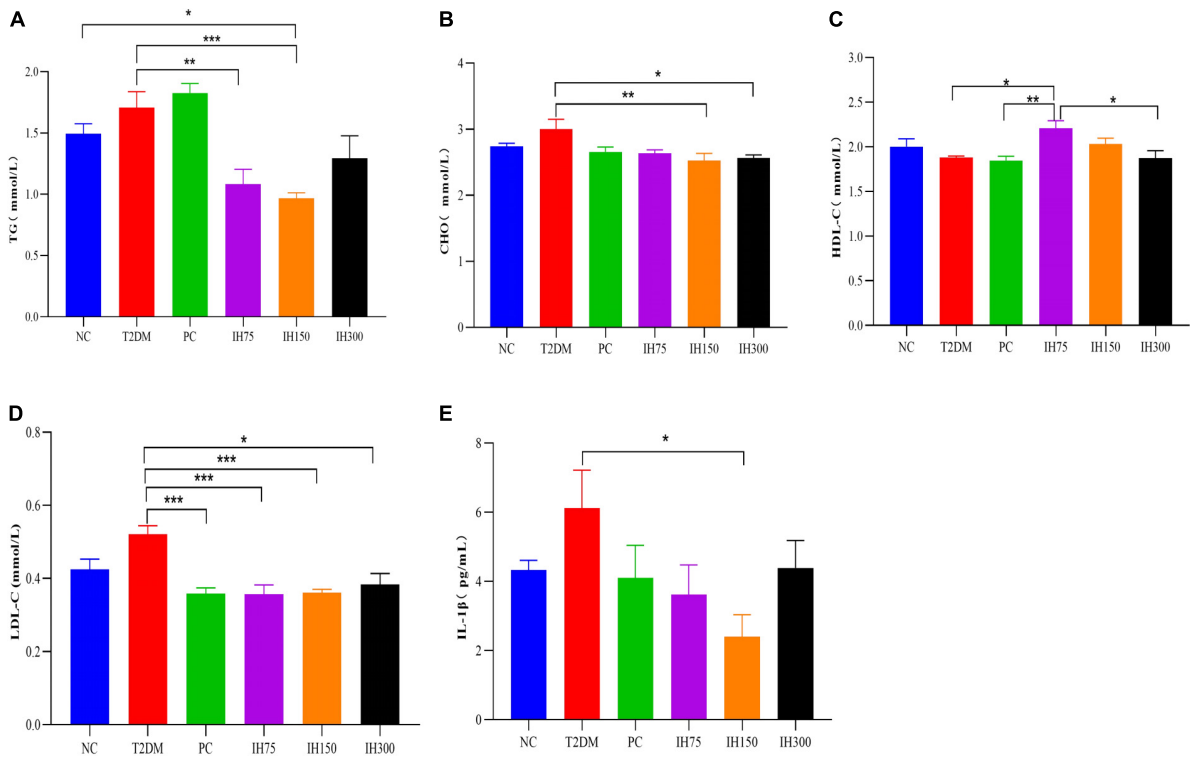 A
*
***
**
TG ( mmol/L)
2.0
1.5
1.0
0.5
0.0
NC T2DM PC IH75 IH150 IH300
B
*
**
CHO ( mmol/L)
4
3
2
1
0
NC T2DM PC IH75 IH150 IH300
C
*
**
*
HDL-C ( mmol/L)
3.0
2.5
2.0
1.5
1.0
0.5
0.0
NC T2DM PC IH75 IH150 IH300
D
*
***
***
***
LDL-C (mmol/L)
0.8
0.6
0.4
0.2
0.0
NC T2DM PC IH75 IH150 IH300
E
*
IL-1β ( pg/mL)
8
6
4
2
0
NC T2DM PC IH75 IH150 IH300